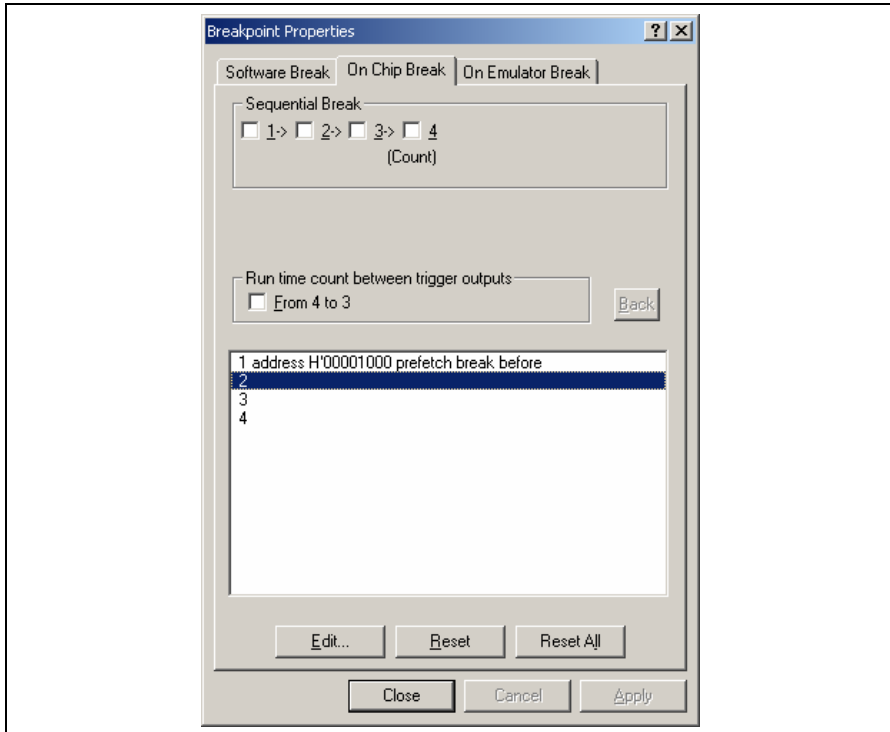 Breakpoint Properties
Software Break On Chip Break On Emulator Break
Sequential Break
1-> 2-> 3-> 4
(Count)
Run time count between trigger outputs
From 4 to 3
Back
1 address H'00001000 prefetch break before
2
3
4
Edit... Reset Reset All
Close Cancel Apply